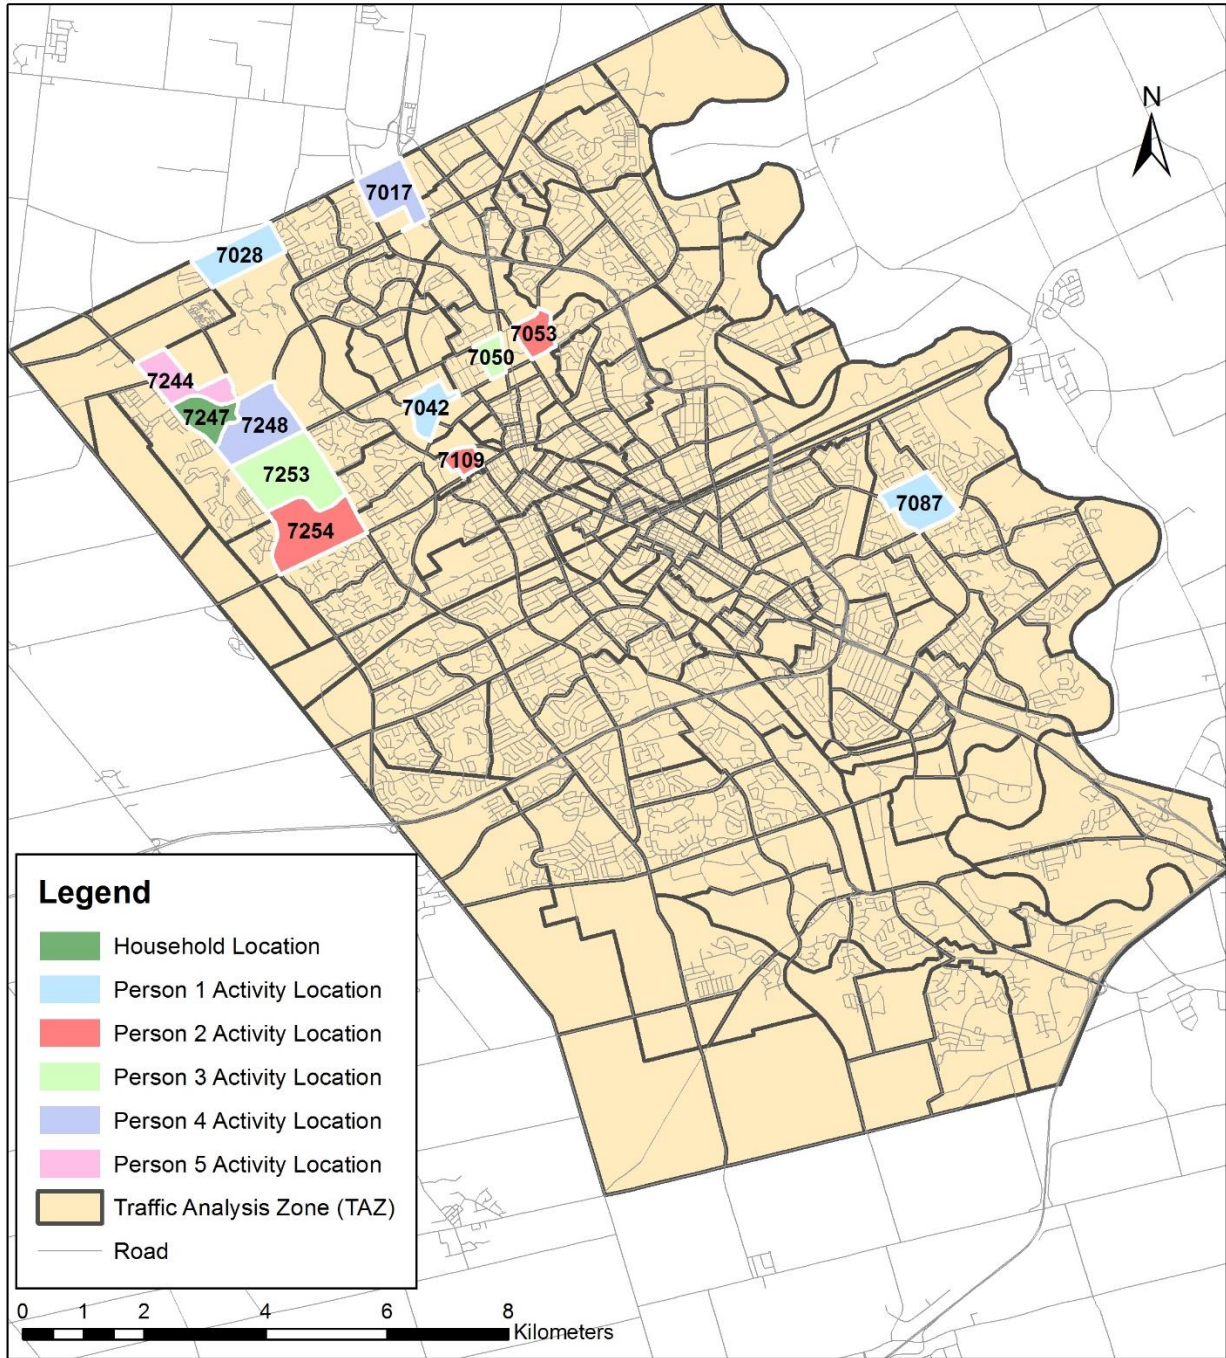 N
7017
7028
7053
7050
7244
7042
7247
7248
7109
7253
7087
7254
Legend
Household Location
Person 1 Activity Location
Person 2 Activity Location
Person 3 Activity Location
Person 4 Activity Location
Person 5 Activity Location
Traffic Analysis Zone (TAZ)
Road
0 1 2 4 6 8
Kilometers